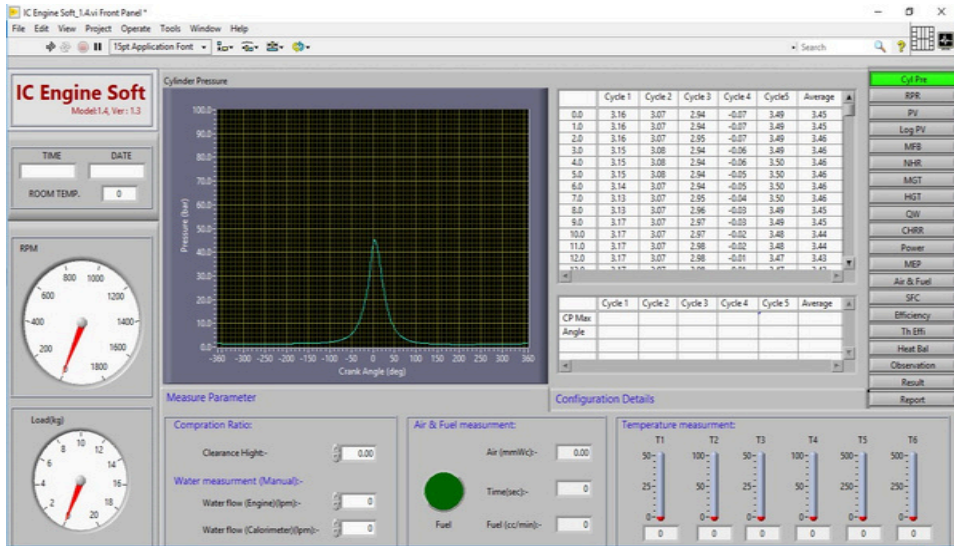 IC Engine Soft_1.4.vi Front Panel *
File Edit View Project Operate Tools Window Help
15pt Application Font
Search
IC Engine Soft
Model:1.4, Ver: 1.3
TIME DATE
ROOM TEMP. 0
RPM
0 200 400 600 800 1000 1200 1400 1600 1800
Load(kg)
0 2 4 6 8 10 12 14 16 18 20
Cylinder Pressure
Pressure (bar)
100.0
90.0
80.0
70.0
60.0
50.0
40.0
30.0
20.0
10.0
0.0
-360 -300 -250 -200 -150 -100 -50 0 50 100 150 200 250 300 360
Crank Angle (deg)
Cycle 1 Cycle 2 Cycle 3 Cycle 4 Cycle5 Average
0.0 3.16 3.07 2.94 -0.07 3.49 3.45
1.0 3.16 3.07 2.94 -0.07 3.49 3.45
2.0 3.16 3.07 2.95 -0.07 3.49 3.46
3.0 3.15 3.08 2.94 -0.06 3.49 3.46
4.0 3.15 3.08 2.94 -0.06 3.50 3.46
5.0 3.15 3.08 2.94 -0.05 3.50 3.46
6.0 3.14 3.07 2.94 -0.05 3.50 3.46
7.0 3.13 3.07 2.95 -0.04 3.50 3.46
8.0 3.13 3.07 2.96 -0.03 3.49 3.45
9.0 3.17 3.07 2.97 -0.03 3.49 3.45
10.0 3.17 3.07 2.97 -0.02 3.48 3.44
11.0 3.17 3.07 2.98 -0.02 3.48 3.44
12.0 3.17 3.07 2.98 -0.01 3.47 3.43
Cycle 1 Cycle 2 Cycle 3 Cycle 4 Cycle 5 Average
CP Max
Angle
Cyl Pre
RPR
PV
Log PV
MFB
NHR
MGT
HGT
QW
CHRR
Power
MEP
Air & Fuel
SFC
Efficiency
Th Effi
Heat Bal
Observation
Result
Report
Measure Parameter
Configuration Details
Compration Ratio:
Clearance Hight:- 0.00
Water measurment (Manual):-
Water flow (Engine)(lpm):- 0
Water flow (Calorimeter)(lpm):- 0
Air & Fuel measurment:
Air (mmWc):- 0.00
Time(sec):- 0
Fuel Fuel (cc/min):- 0
Temperature measurment:
T1 T2 T3 T4 T5 T6
50 100 50 100 500 500
25 50 25 50 250 250
0 0 0 0 0 0
0 0 0 0 0 0